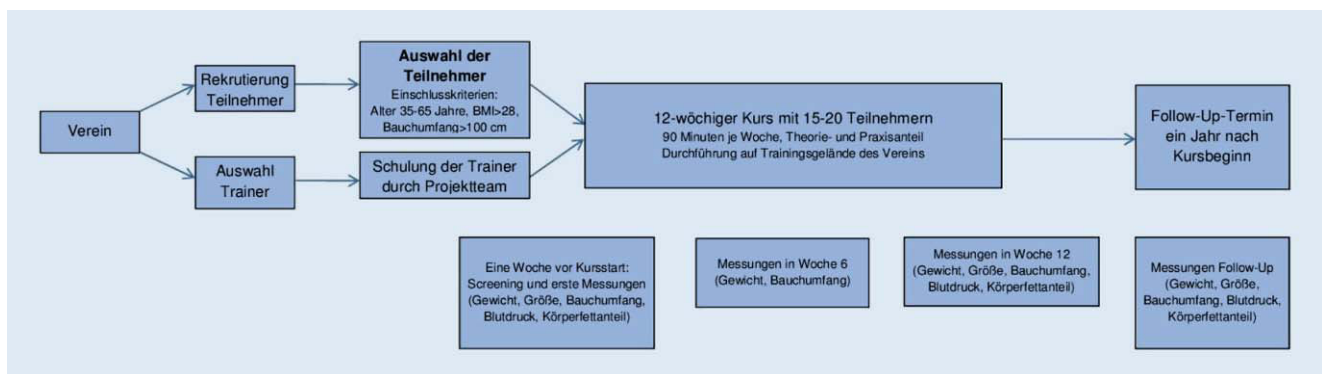 Verein
Rekrutierung
Teilnehmer
Auswahl
Trainer
Auswahl der
Teilnehmer
Einschlusskriterien:
Alter 35-65 Jahre, BMI>28,
Bauchumfang>100 cm
Schulung der Trainer
durch Projektteam
12-wöchiger Kurs mit 15-20 Teilnehmern
90 Minuten je Woche, Theorie- und Praxisanteil
Durchführung auf Trainingsgelände des Vereins
Follow-Up-Termin
ein Jahr nach
Kursbeginn
Eine Woche vor Kursstart:
Screening und erste Messungen
(Gewicht, Größe, Bauchumfang,
Blutdruck, Körperfettanteil)
Messungen in Woche 6
(Gewicht, Bauchumfang)
Messungen in Woche 12
(Gewicht, Größe, Bauchumfang,
Blutdruck, Körperfettanteil)
Messungen Follow-Up
(Gewicht, Größe,
Bauchumfang, Blutdruck,
Körperfettanteil)